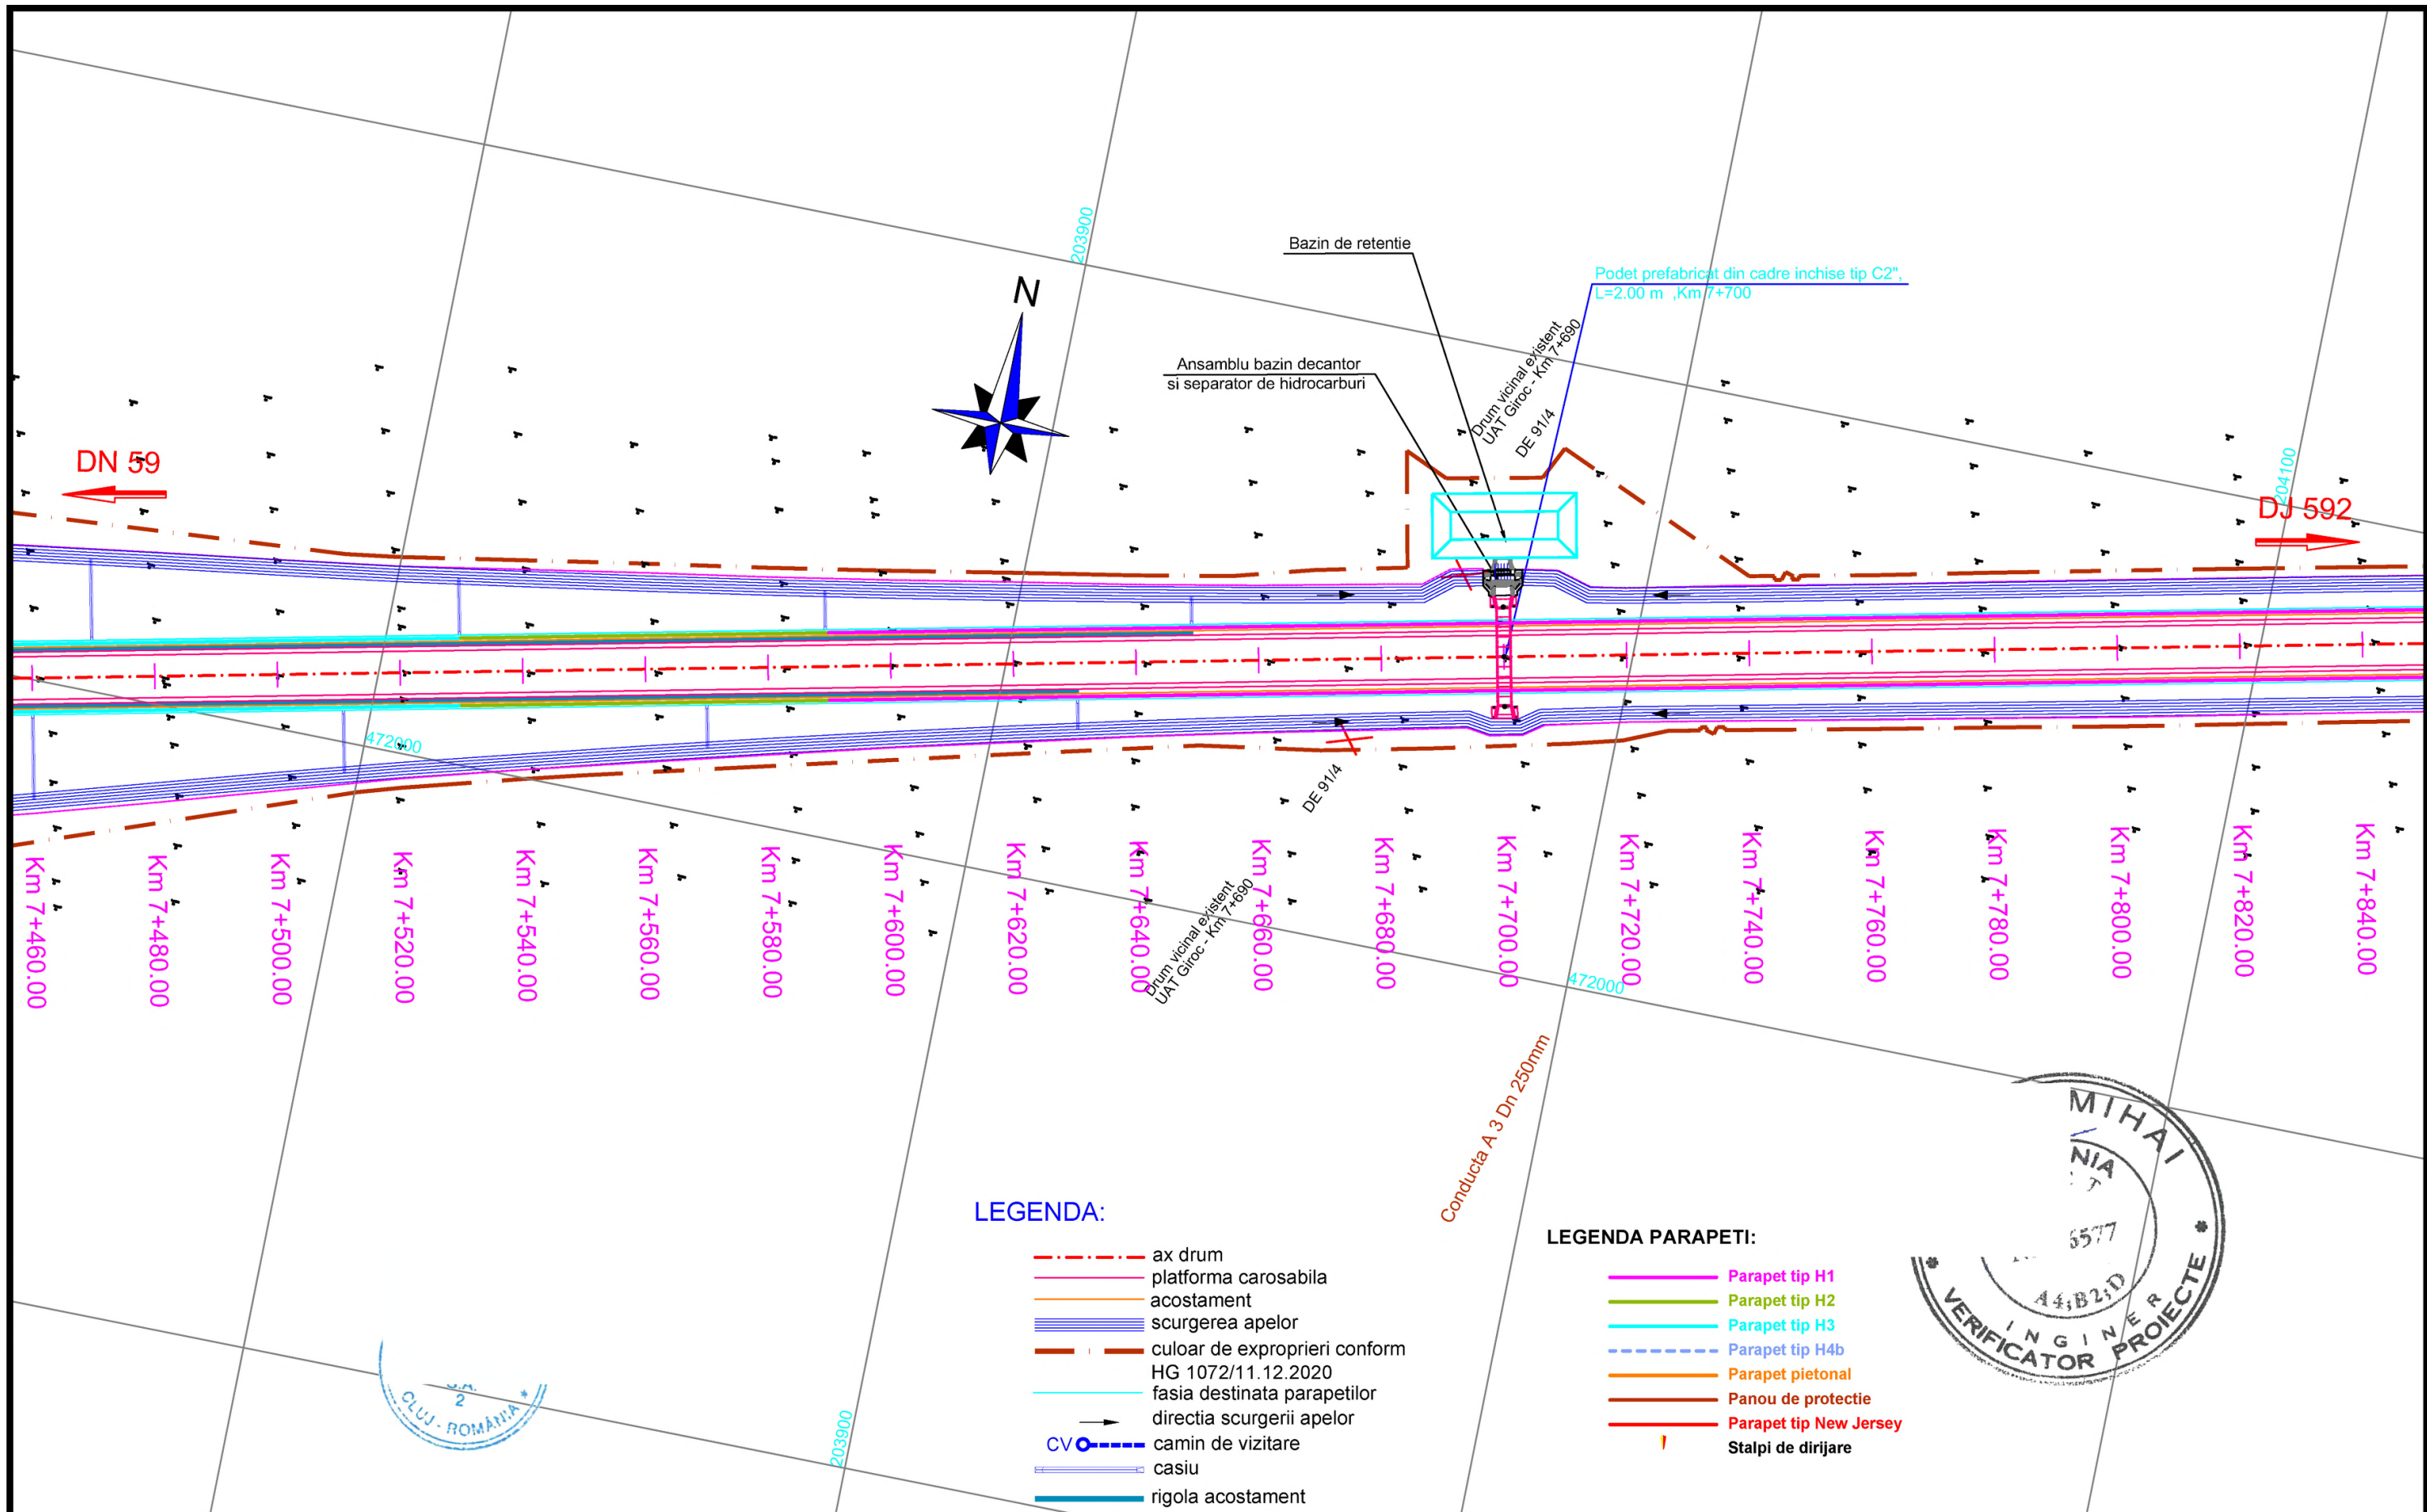 203900
Bazin de retentie
Podet prefabricat din cadre inchise tip C2",
L=2.00 m ,Km 7+700
N
Drum vicinal existent
UAT Giroc - Km 7+690
DE 91/4
Ansamblu bazin decantor
si separator de hidrocarburi
DN 59
204100
DJ 592
472000
DE 91/4
Km 7+460.00
Km 7+480.00
Km 7+500.00
Km 7+520.00
Km 7+540.00
Km 7+560.00
Km 7+580.00
Km 7+600.00
Km 7+620.00
Km 7+640.00
Km 7+660.00
Km 7+680.00
Km 7+700.00
Km 7+720.00
Km 7+740.00
Km 7+760.00
Km 7+780.00
Km 7+800.00
Km 7+820.00
Km 7+840.00
Drum vicinal existent
UAT Giroc - Km 7+690
472000
Conducta A 3 Dn 250mm
203900
LEGENDA:
ax drum
platforma carosabila
acostament
scurgerea apelor
culoar de exproprieri conform
HG 1072/11.12.2020
fasia destinata parapetilor
directia scurgerii apelor
CV camin de vizitare
casiu
rigola acostament
LEGENDA PARAPETI:
Parapet tip H1
Parapet tip H2
Parapet tip H3
Parapet tip H4b
Parapet pietonal
Panou de protectie
Parapet tip New Jersey
Stalpi de dirijare
MIHAI
NIA
6577
A4;B2;D
INGINER
* VERIFICATOR PROIECTE *
S.A.
2
CLUJ - ROMÂNIA *